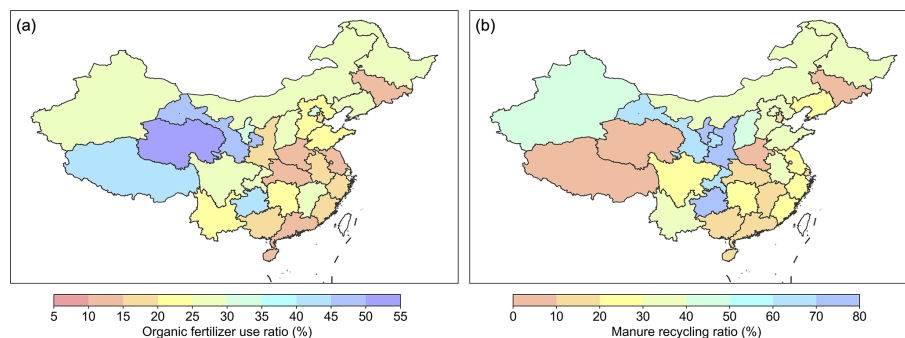 (a)
(b)
5 10 15 20 25 30 35 40 45 50 55
Organic fertilizer use ratio (%)
0 10 20 30 40 50 60 70 80
Manure recycling ratio (%)